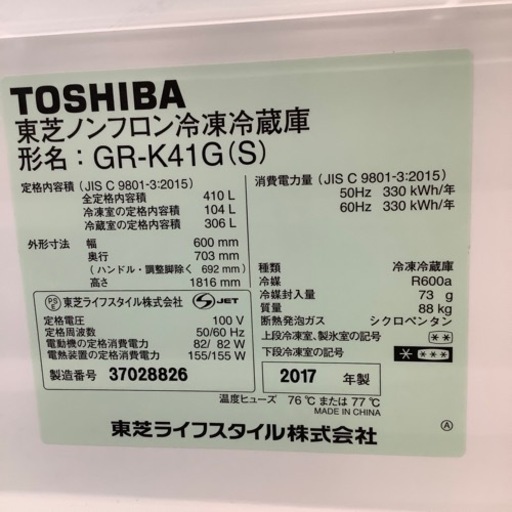 TOSHIBA
東芝ノンフロン冷凍冷蔵庫
形名：GR-K41G(S)
定格内容積 (JIS C 9801-3:2015)
全定格内容積 410 L
冷凍室の定格内容積 104 L
冷蔵室の定格内容積 306 L
外形寸法 幅 600 mm
奥行 703 mm
(ハンドル・調整脚除く 692 mm)
高さ 1816 mm
消費電力量 (JIS C 9801-3:2015)
50Hz 330 kWh/年
60Hz 330 kWh/年
種類 冷凍冷蔵庫
冷媒 R600a
冷媒封入量 73 g
質量 88 kg
断熱発泡ガス シクロペンタン
上段冷凍室、製氷室の記号 **
下段冷凍室の記号 * ***
PS E 東芝ライフスタイル株式会社 S JET
定格電圧 100 V
定格周波数 50/60 Hz
電動機の定格消費電力 82/ 82 W
電熱装置の定格消費電力 155/155 W
製造番号 37028826
2017 年製
温度ヒューズ 76℃または77℃
MADE IN CHINA
東芝ライフスタイル株式会社
Ⓐ